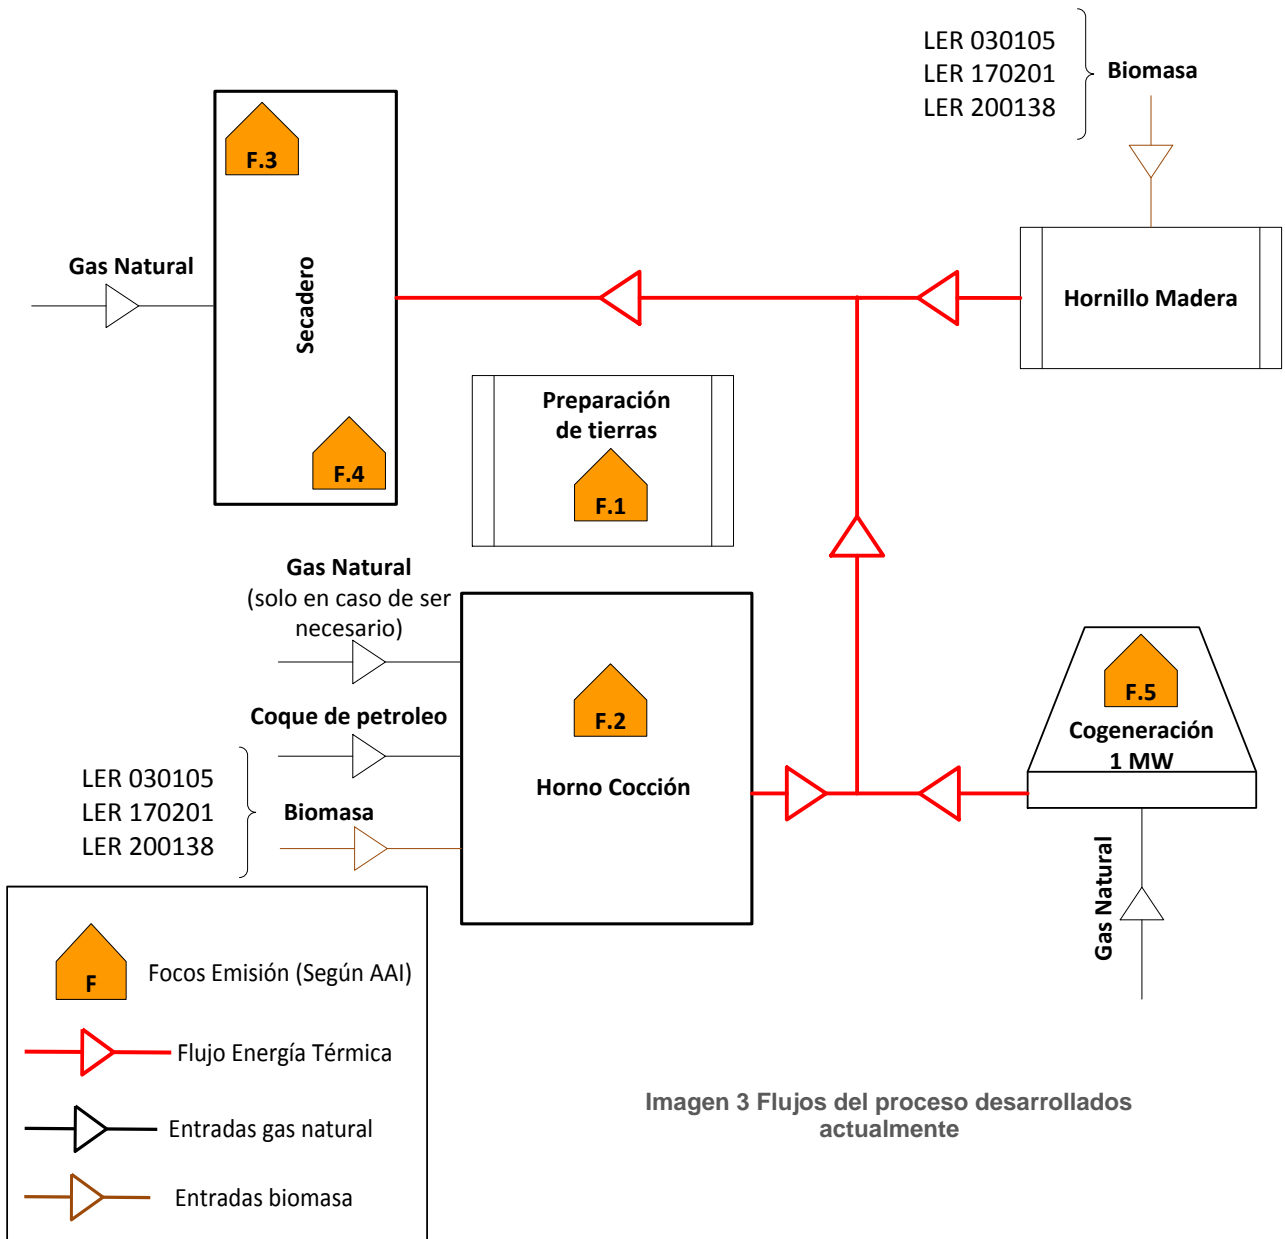 LER 030105
LER 170201
LER 200138
Biomasa
F.3
Gas Natural
Secadero
Hornillo Madera
F.4
Preparación
de tierras
F.1
Gas Natural
(solo en caso de ser
necesario)
F.2
Coque de petroleo
Horno Cocción
LER 030105
LER 170201
LER 200138
Biomasa
F.5
Cogeneración
1 MW
Gas Natural
F
Focos Emisión (Según AAI)
Flujo Energía Térmica
Entradas gas natural
Entradas biomasa
Imagen 3 Flujos del proceso desarrollados
actualmente